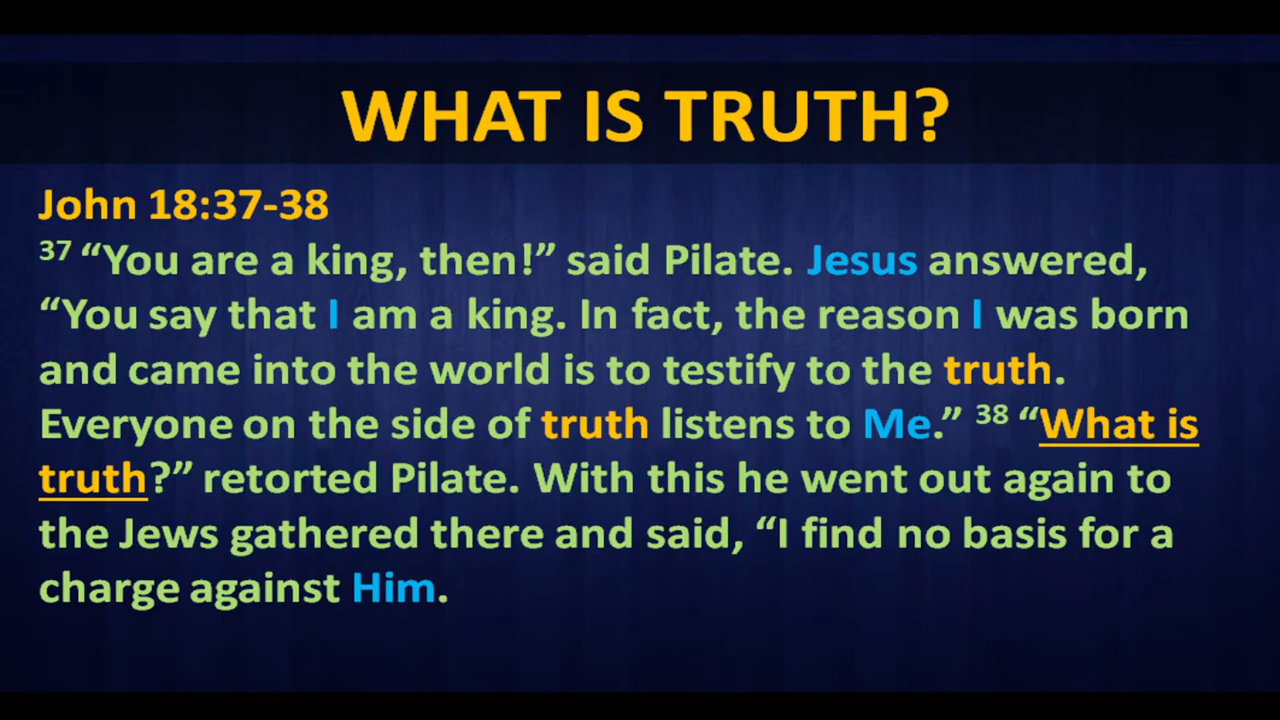 WHAT IS TRUTH?
John 18:37-38
37 “You are a king, then!” said Pilate. Jesus answered,
“You say that I am a king. In fact, the reason I was born
and came into the world is to testify to the truth.
Everyone on the side of truth listens to Me.” 38 “What is
truth?” retorted Pilate. With this he went out again to
the Jews gathered there and said, “I find no basis for a
charge against Him.